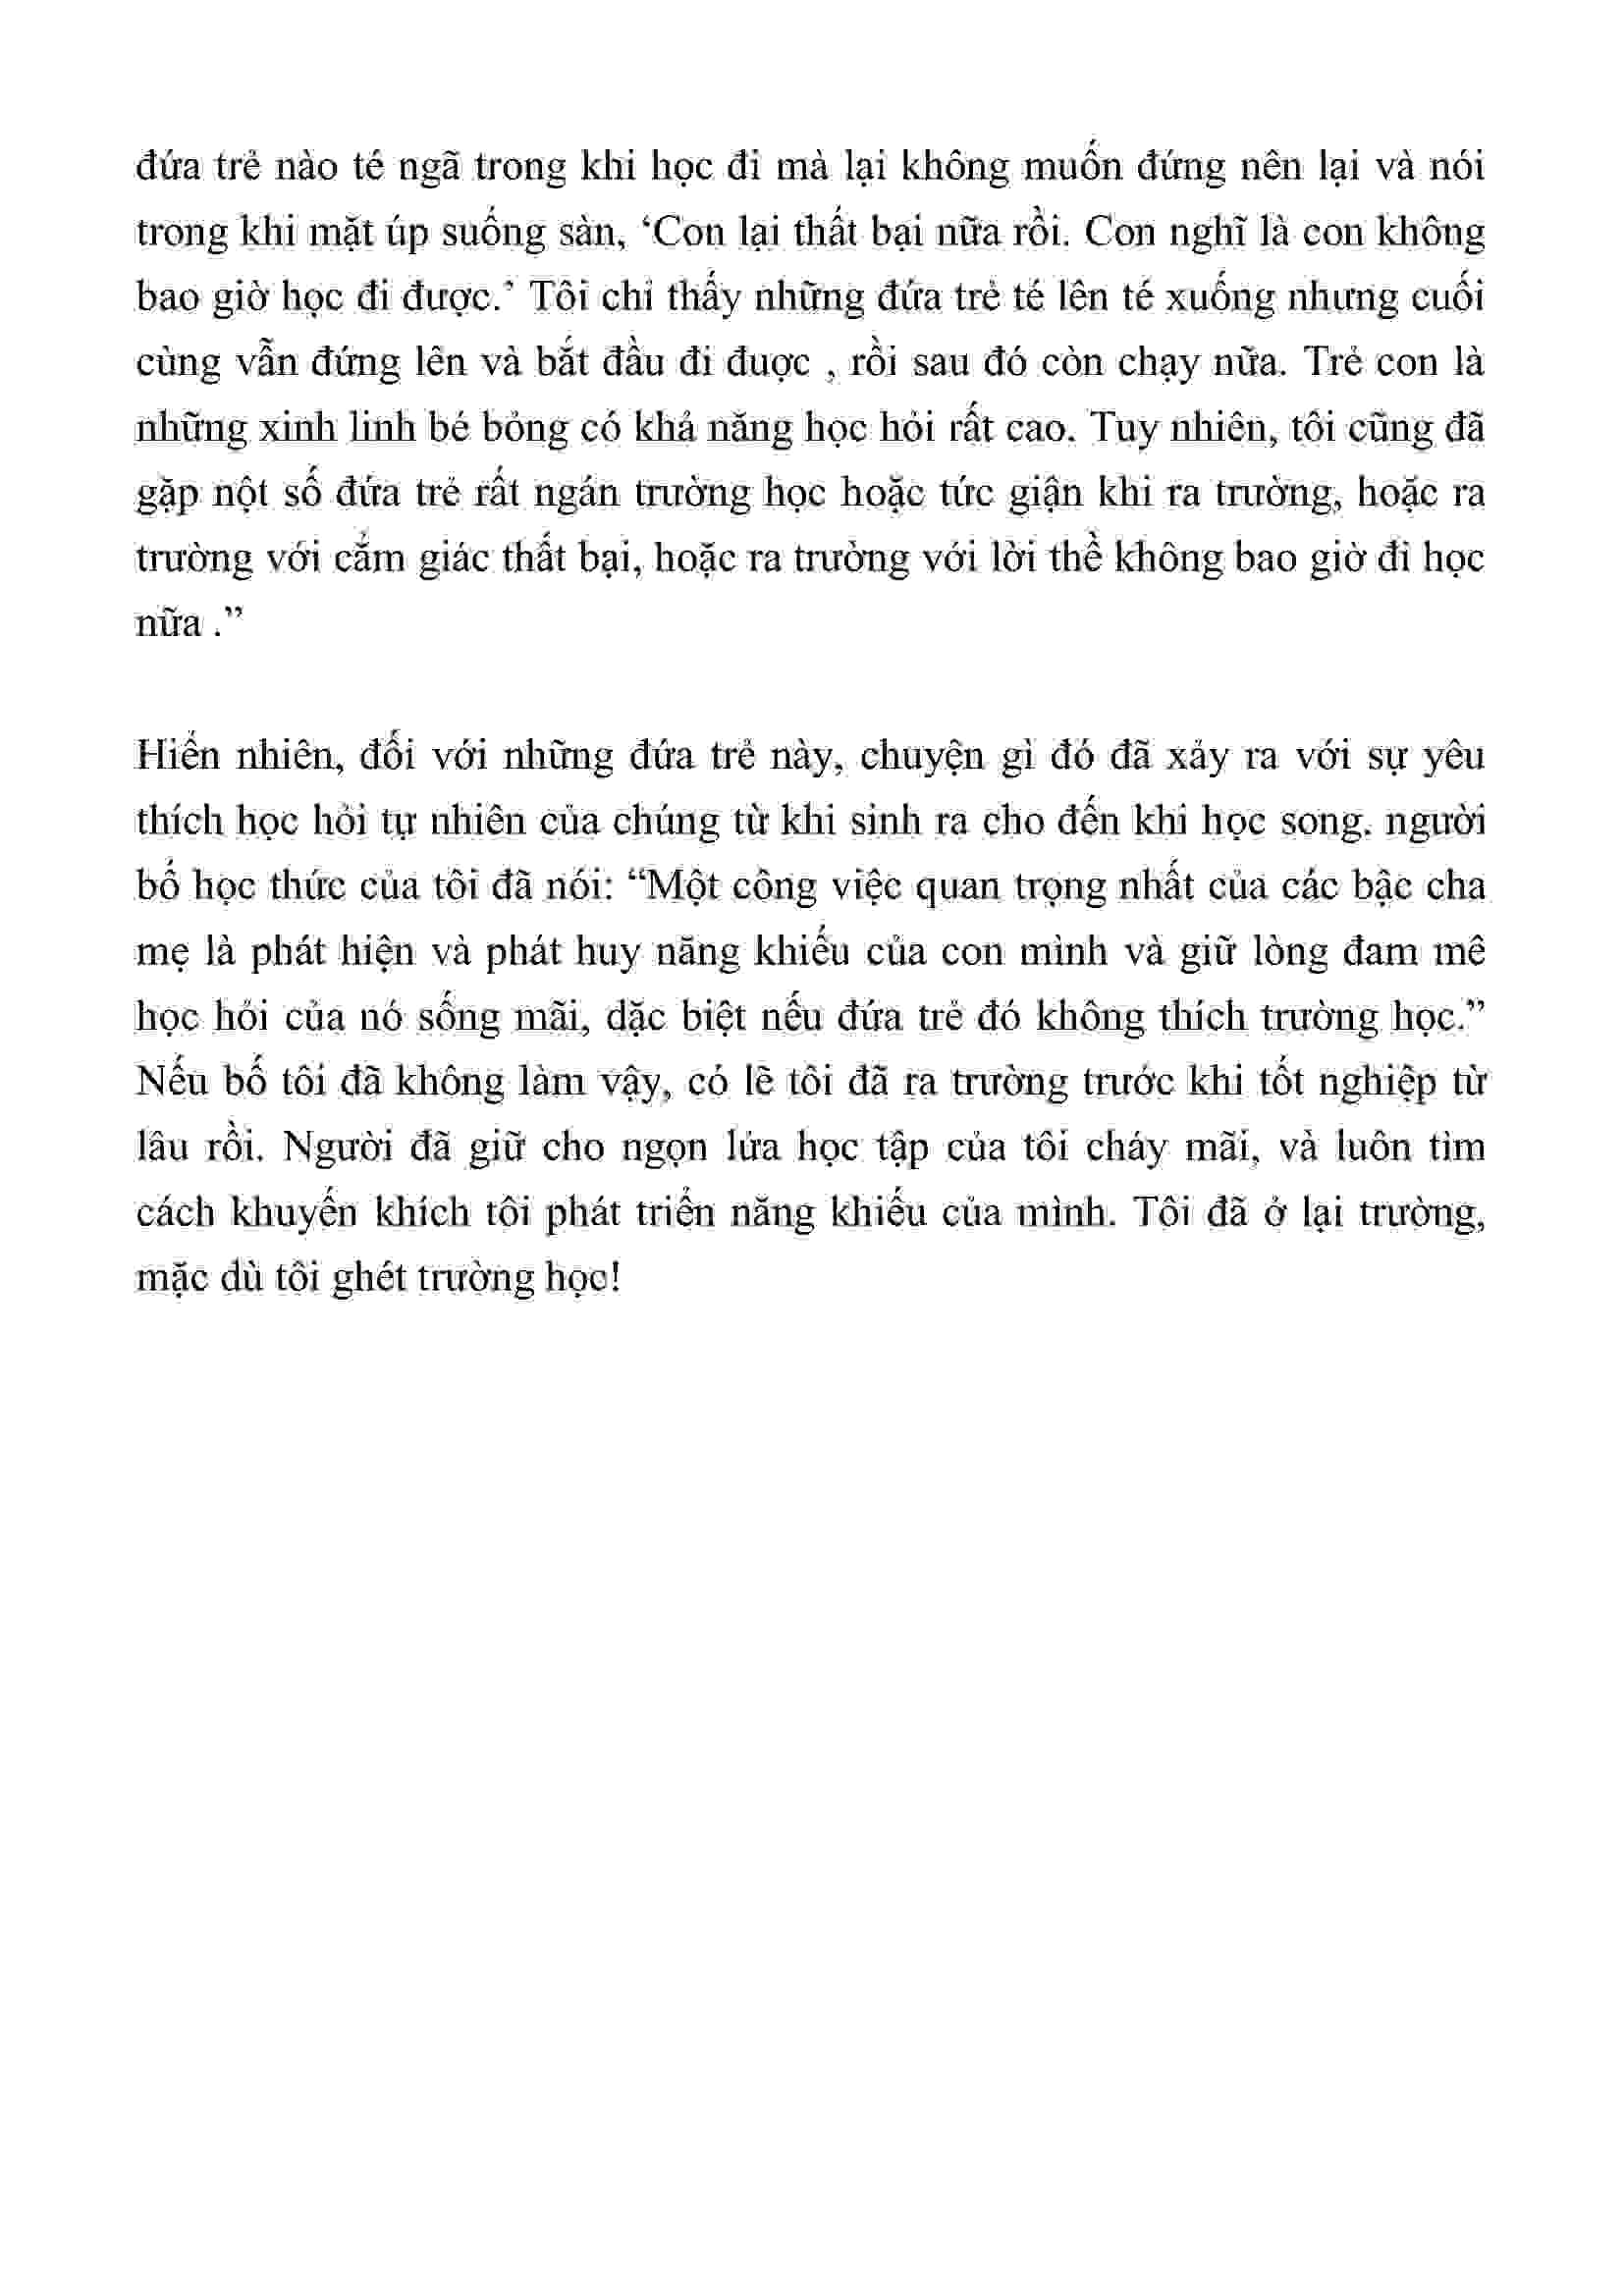 đứa trẻ nào té ngã trong khi học đi mà lại không muốn đứng nên lại và nói
trong khi mặt úp suống sàn, ‘Con lại thất bại nữa rồi. Con nghĩ là con không
bao giờ học đi được.’ Tôi chỉ thấy những đứa trẻ té lên té xuống nhưng cuối
cùng vẫn đứng lên và bắt đầu đi đuợc , rồi sau đó còn chạy nữa. Trẻ con là
những xinh linh bé bỏng có khả năng học hỏi rất cao. Tuy nhiên, tôi cũng đã
gặp nột số đứa trẻ rất ngán trường học hoặc tức giận khi ra trường, hoặc ra
trường với cẳm giác thất bại, hoặc ra trường với lời thề không bao giờ đi học
nữa .”
Hiển nhiên, đối với những đứa trẻ này, chuyện gì đó đã xảy ra với sự yêu
thích học hỏi tự nhiên của chúng từ khi sinh ra cho đến khi học song. người
bố học thức của tôi đã nói: “Một công việc quan trọng nhất của các bậc cha
mẹ là phát hiện và phát huy năng khiếu của con mình và giữ lòng đam mê
học hỏi của nó sống mãi, dặc biệt nếu đứa trẻ đó không thích trường học.”
Nếu bố tôi đã không làm vậy, có lẽ tôi đã ra trường trước khi tốt nghiệp từ
lâu rồi. Người đã giữ cho ngọn lửa học tập của tôi cháy mãi, và luôn tìm
cách khuyến khích tôi phát triển năng khiếu của mình. Tôi đã ở lại trường,
mặc dù tôi ghét trường học!